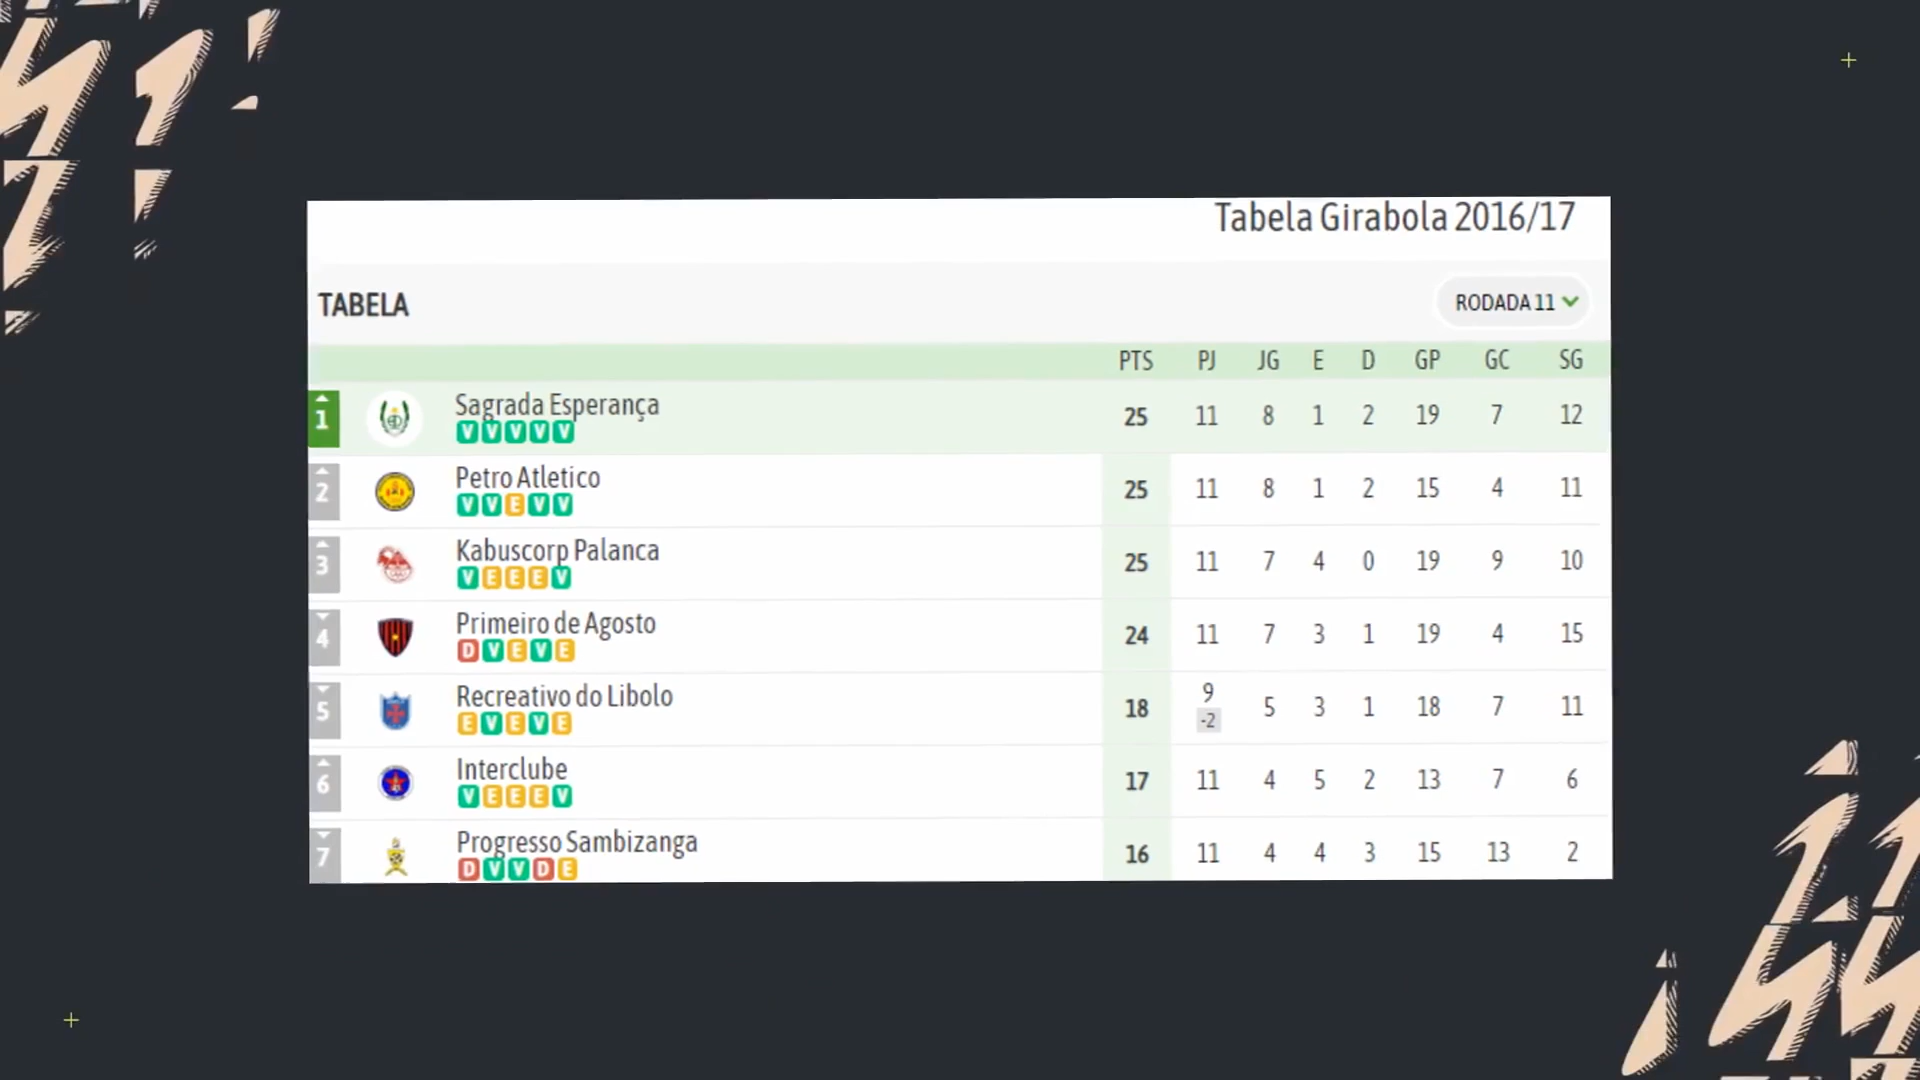 Tabela Girabola 2016/17
TABELA
RODADA 11
PTS PJ JG E D GP GC SG
1 Sagrada Esperança 25 11 8 1 2 19 7 12
V V V V V
2 Petro Atletico 25 11 8 1 2 15 4 11
V V E V V
3 Kabuscorp Palanca 25 11 7 4 0 19 9 10
V E E E V
4 Primeiro de Agosto 24 11 7 3 1 19 4 15
D V E V E
5 Recreativo do Libolo 18 9 5 3 1 18 7 11
E V E V E -2
6 Interclube 17 11 4 5 2 13 7 6
V E E E V
7 Progresso Sambizanga 16 11 4 4 3 15 13 2
D V V D E